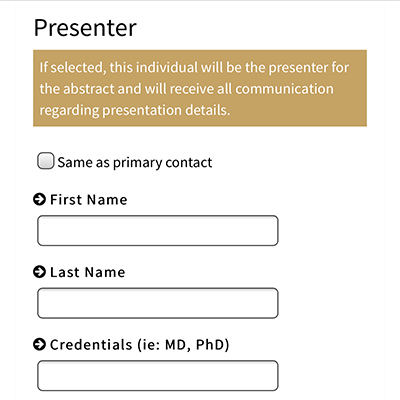 Presenter
If selected, this individual will be the presenter for
the abstract and will receive all communication
regarding presentation details.
Same as primary contact
First Name
Last Name
Credentials (ie: MD, PhD)